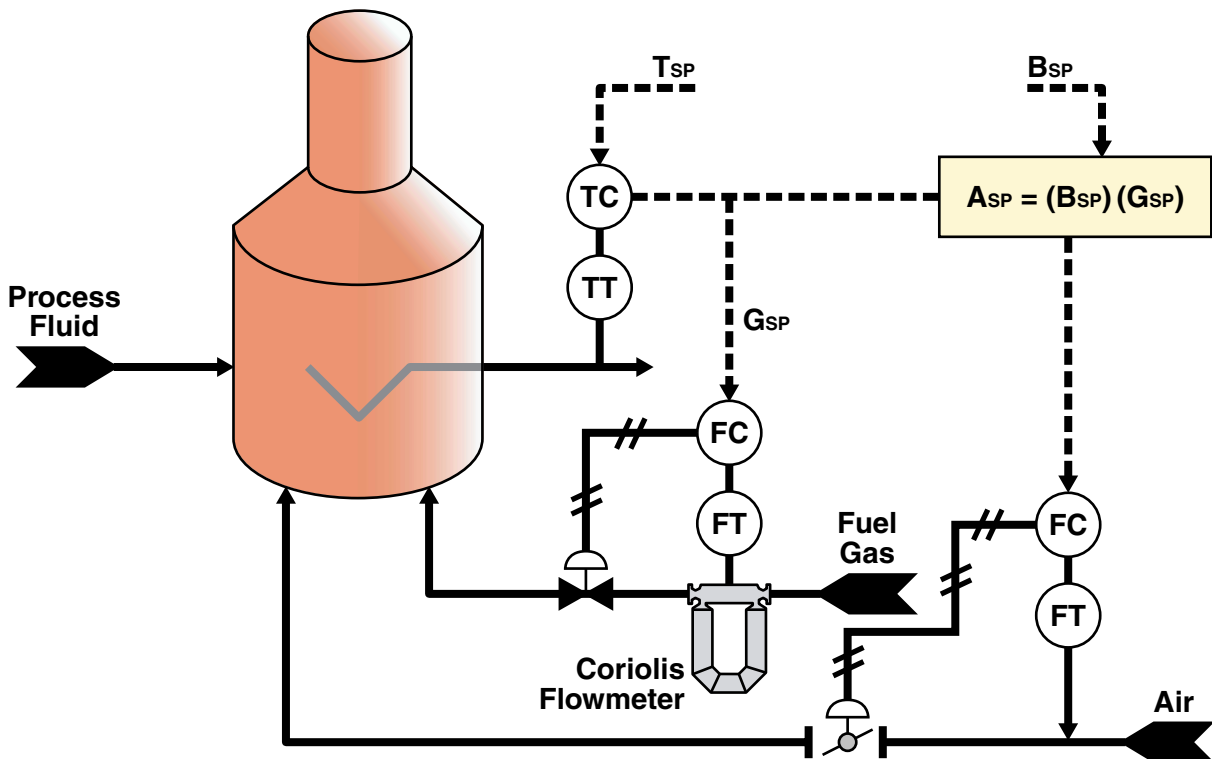 TSP
BSP
TC
ASP = (BSP) (GSP)
TT
Process
Fluid
GSP
FC
FC
FT
Fuel
Gas
FT
Coriolis
Flowmeter
Air